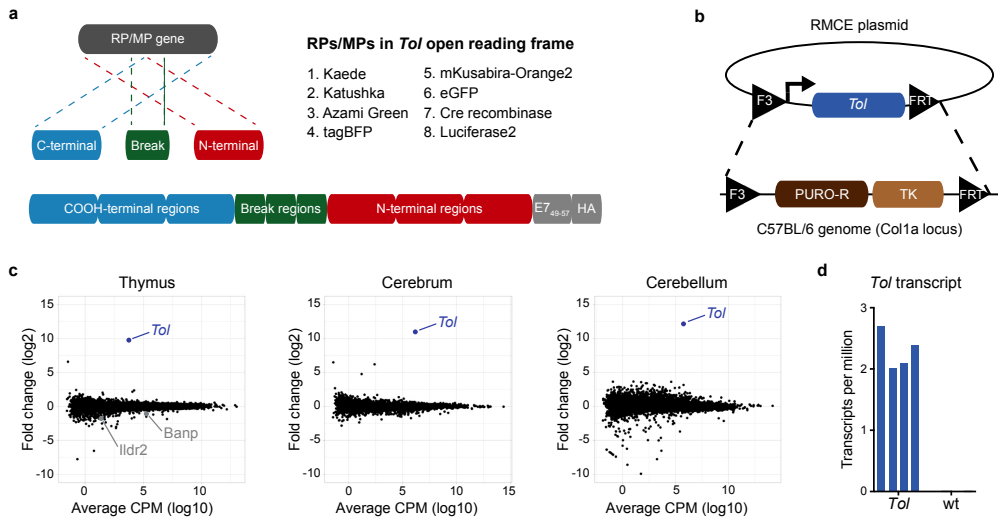 a
RP/MP gene
C-terminal
Break
N-terminal
RPs/MPs in Tol open reading frame
1. Kaede
2. Katushka
3. Azami Green
4. tagBFP
5. mKusabira-Orange2
6. eGFP
7. Cre recombinase
8. Luciferase2
COOH-terminal regions
Break regions
N-terminal regions
E7 49-57
HA
b
RMCE plasmid
F3
Tol
FRT
F3
PURO-R
TK
FRT
C57BL/6 genome (Col1a locus)
c
Thymus
Fold change (log2)
15
10
5
0
-5
-10
Tol
Banp
Ildr2
0
5
10
Average CPM (log10)
Cerebrum
Fold change (log2)
15
10
5
0
-5
-10
Tol
0
5
10
15
Average CPM (log10)
Cerebellum
Fold change (log2)
15
10
5
0
-5
-10
Tol
0
5
10
Average CPM (log10)
d
Tol transcript
Transcripts per million
3
2
1
0
Tol
wt